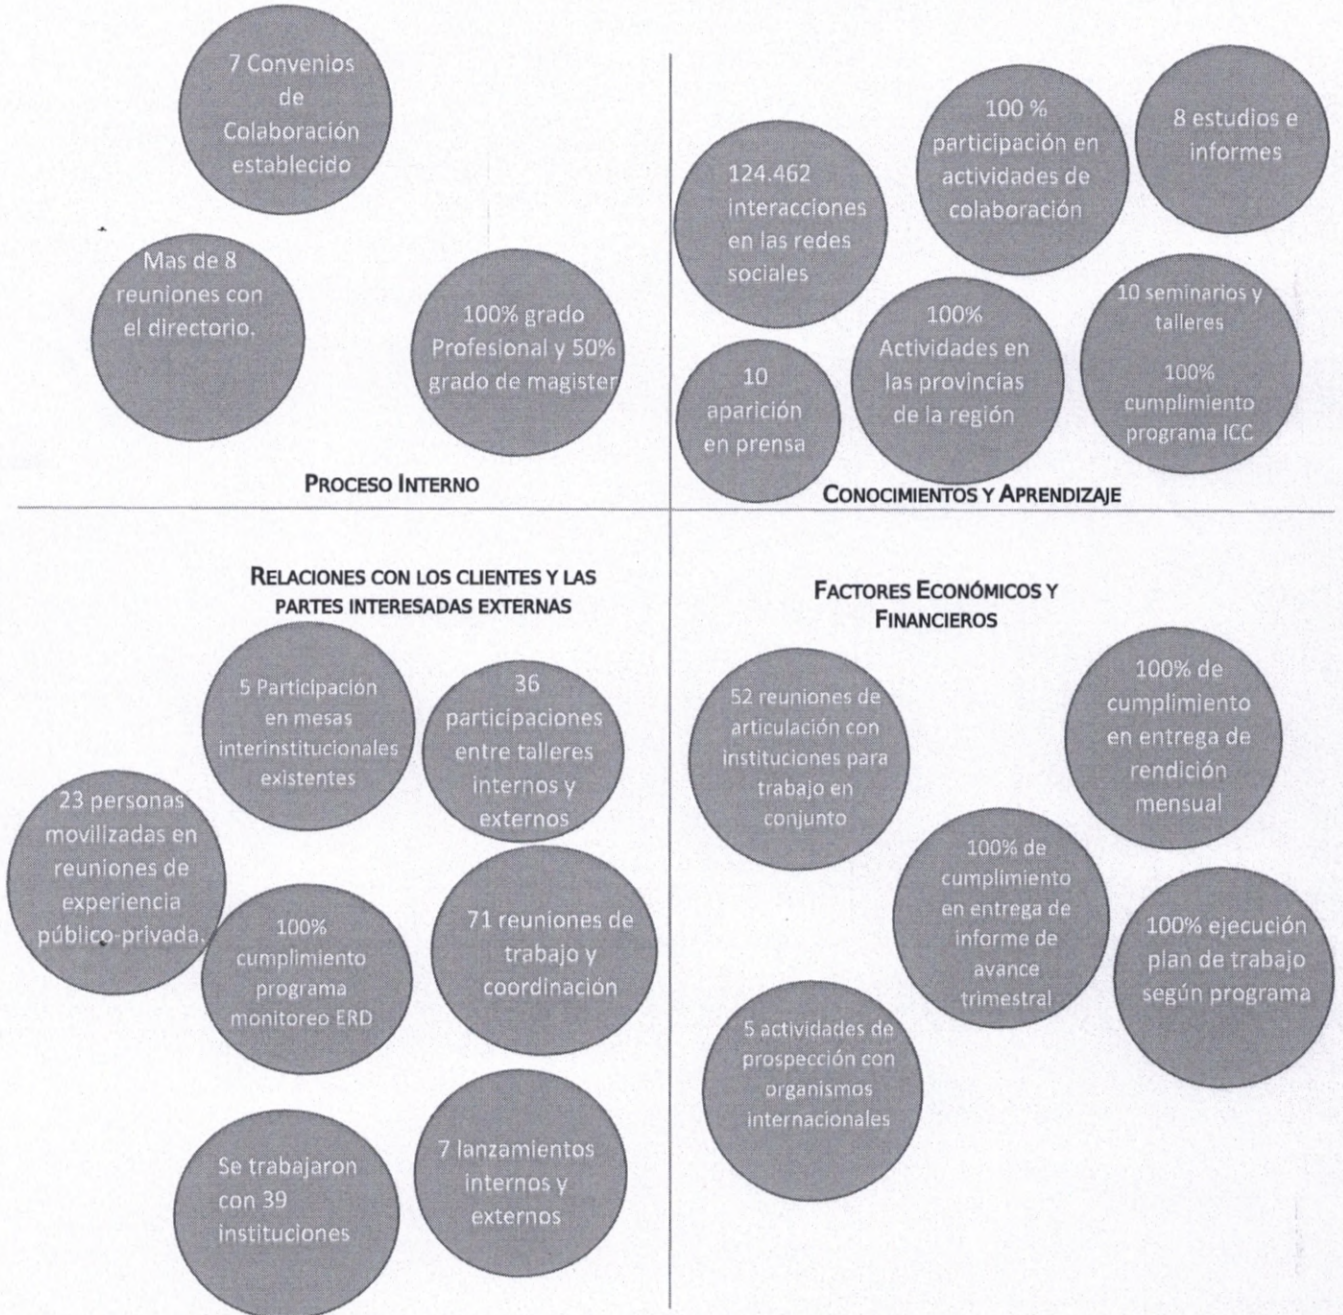 7 Convenios
de
Colaboración
establecido
Mas de 8
reuniones con
el directorio.
100% grado
Profesional y 50%
grado de magister
PROCESO INTERNO
124.462
interacciones
en las redes
sociales
100 %
participación en
actividades de
colaboración
8 estudios e
informes
10
aparición
en prensa
100%
Actividades en
las provincias
de la región
10 seminarios y
talleres
100%
cumplimiento
programa ICC
CONOCIMIENTOS Y APRENDIZAJE
RELACIONES CON LOS CLIENTES Y LAS
PARTES INTERESADAS EXTERNAS
5 Participación
en mesas
interinstitucionales
existentes
36
participaciones
entre talleres
internos y
externos
23 personas
movilizadas en
reuniones de
experiencia
público-privada.
100%
cumplimiento
programa
monitoreo ERD
71 reuniones de
trabajo y
coordinación
Se trabajaron
con 39
instituciones
7 lanzamientos
internos y
externos
FACTORES ECONÓMICOS Y
FINANCIEROS
52 reuniones de
articulación con
instituciones para
trabajo en
conjunto
100% de
cumplimiento
en entrega de
rendición
mensual
100% de
cumplimiento
en entrega de
informe de
avance
trimestral
100% ejecución
plan de trabajo
según programa
5 actividades de
prospección con
organismos
internacionales